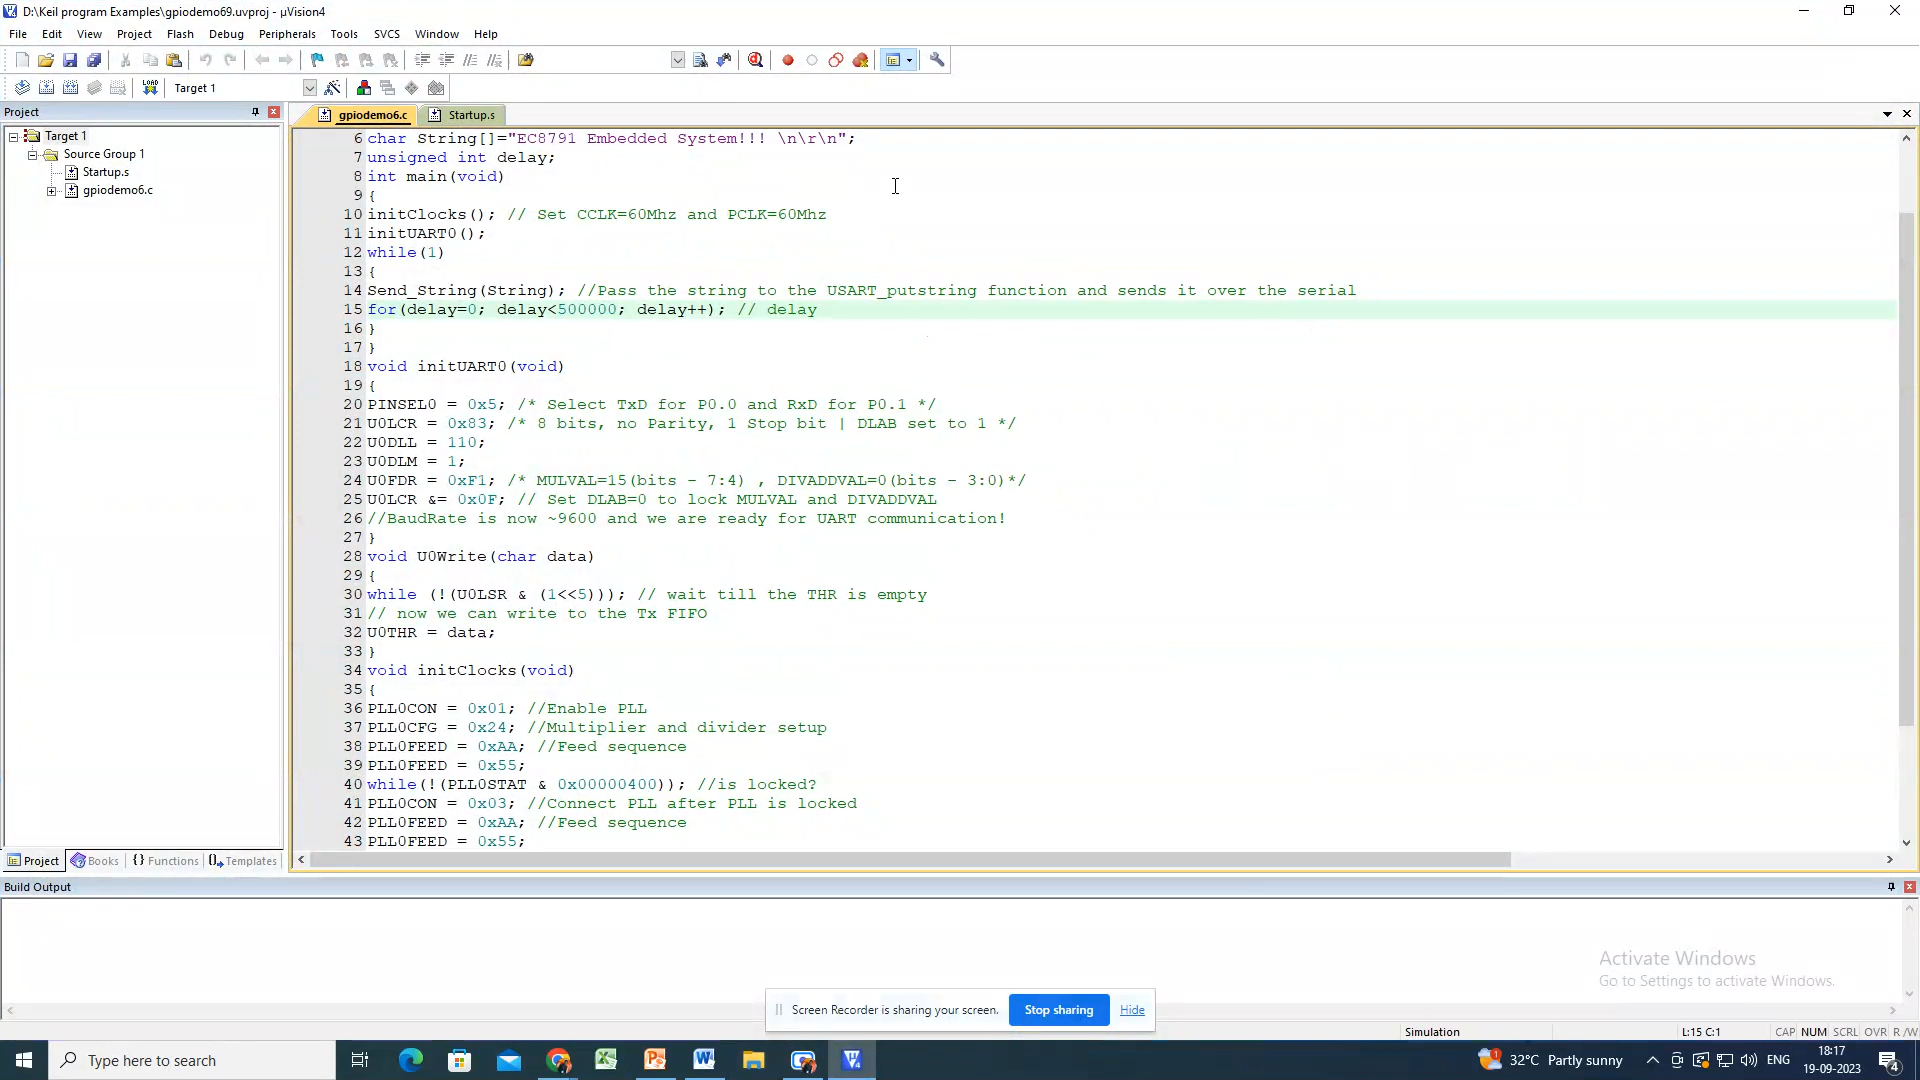 D:\Keil program Examples\gpiodemo69.uvproj - µVision4
File Edit View Project Flash Debug Peripherals Tools SVCS Window Help
LOAD Target 1
Project
gpiodemo6.c Startup.s
Target 1
Source Group 1
Startup.s
gpiodemo6.c
6 char String[]="EC8791 Embedded System!!! \n\r\n";
7 unsigned int delay;
8 int main(void)
9 {
10 initClocks(); // Set CCLK=60Mhz and PCLK=60Mhz
11 initUART0();
12 while(1)
13 {
14 Send_String(String); //Pass the string to the USART_putstring function and sends it over the serial
15 for(delay=0; delay<500000; delay++); // delay
16 }
17 }
18 void initUART0(void)
19 {
20 PINSEL0 = 0x5; /* Select TxD for P0.0 and RxD for P0.1 */
21 U0LCR = 0x83; /* 8 bits, no Parity, 1 Stop bit | DLAB set to 1 */
22 U0DLL = 110;
23 U0DLM = 1;
24 U0FDR = 0xF1; /* MULVAL=15(bits - 7:4) , DIVADDVAL=0(bits - 3:0)*/
25 U0LCR &= 0x0F; // Set DLAB=0 to lock MULVAL and DIVADDVAL
26 //BaudRate is now ~9600 and we are ready for UART communication!
27 }
28 void U0Write(char data)
29 {
30 while (!(U0LSR & (1<<5))); // wait till the THR is empty
31 // now we can write to the Tx FIFO
32 U0THR = data;
33 }
34 void initClocks(void)
35 {
36 PLL0CON = 0x01; //Enable PLL
37 PLL0CFG = 0x24; //Multiplier and divider setup
38 PLL0FEED = 0xAA; //Feed sequence
39 PLL0FEED = 0x55;
40 while(!(PLL0STAT & 0x00000400)); //is locked?
41 PLL0CON = 0x03; //Connect PLL after PLL is locked
42 PLL0FEED = 0xAA; //Feed sequence
43 PLL0FEED = 0x55;
Project Books {} Functions Templates
Build Output
Activate Windows
Go to Settings to activate Windows.
Screen Recorder is sharing your screen. Stop sharing Hide
Simulation L:15 C:1 CAP NUM SCRL OVR R/W
Type here to search
32°C Partly sunny ENG
18:17
19-09-2023
4